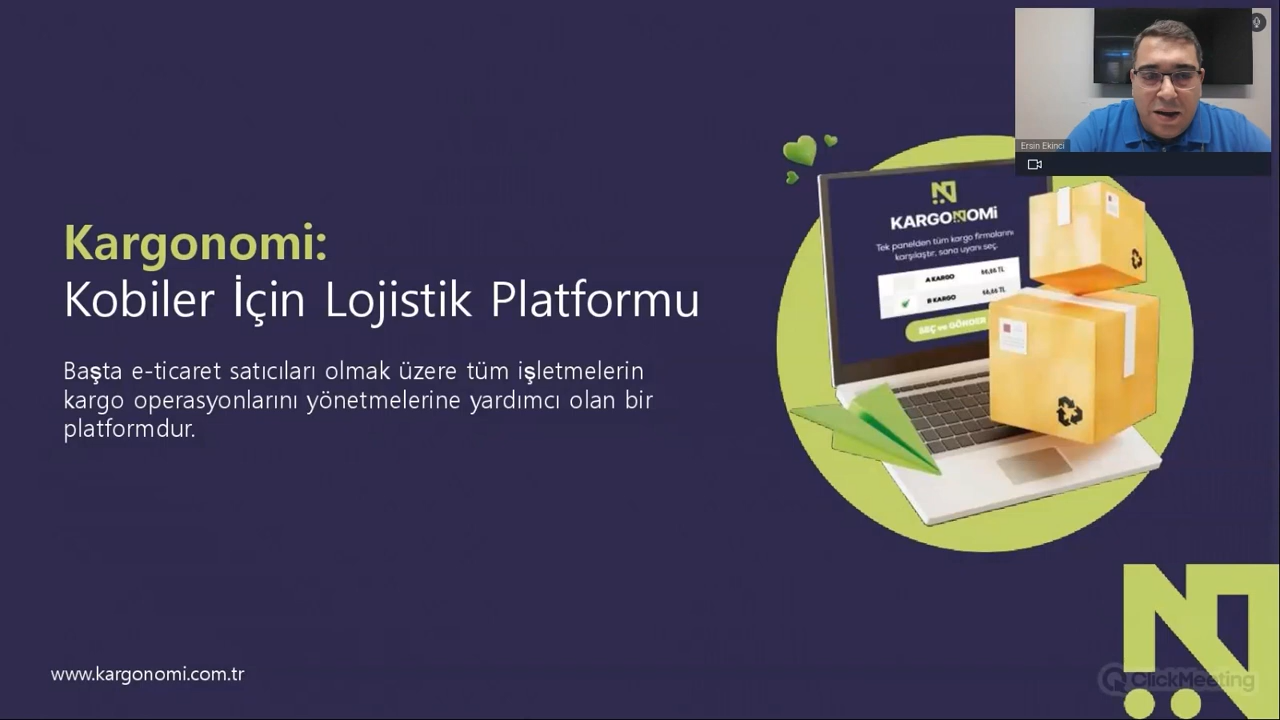 Ersin Ekinci
Kargonomi:
Kobiler İçin Lojistik Platformu
Başta e-ticaret satıcıları olmak üzere tüm işletmelerin
kargo operasyonlarını yönetmelerine yardımcı olan bir
platformdur.
KARGONOMi
Tek panelden tüm kargo firmalarını
karşılaştır, sana uyanı seç.
A KARGO
B KARGO
SEÇ ve GÖNDER
www.kargonomi.com.tr
ClickMeeting